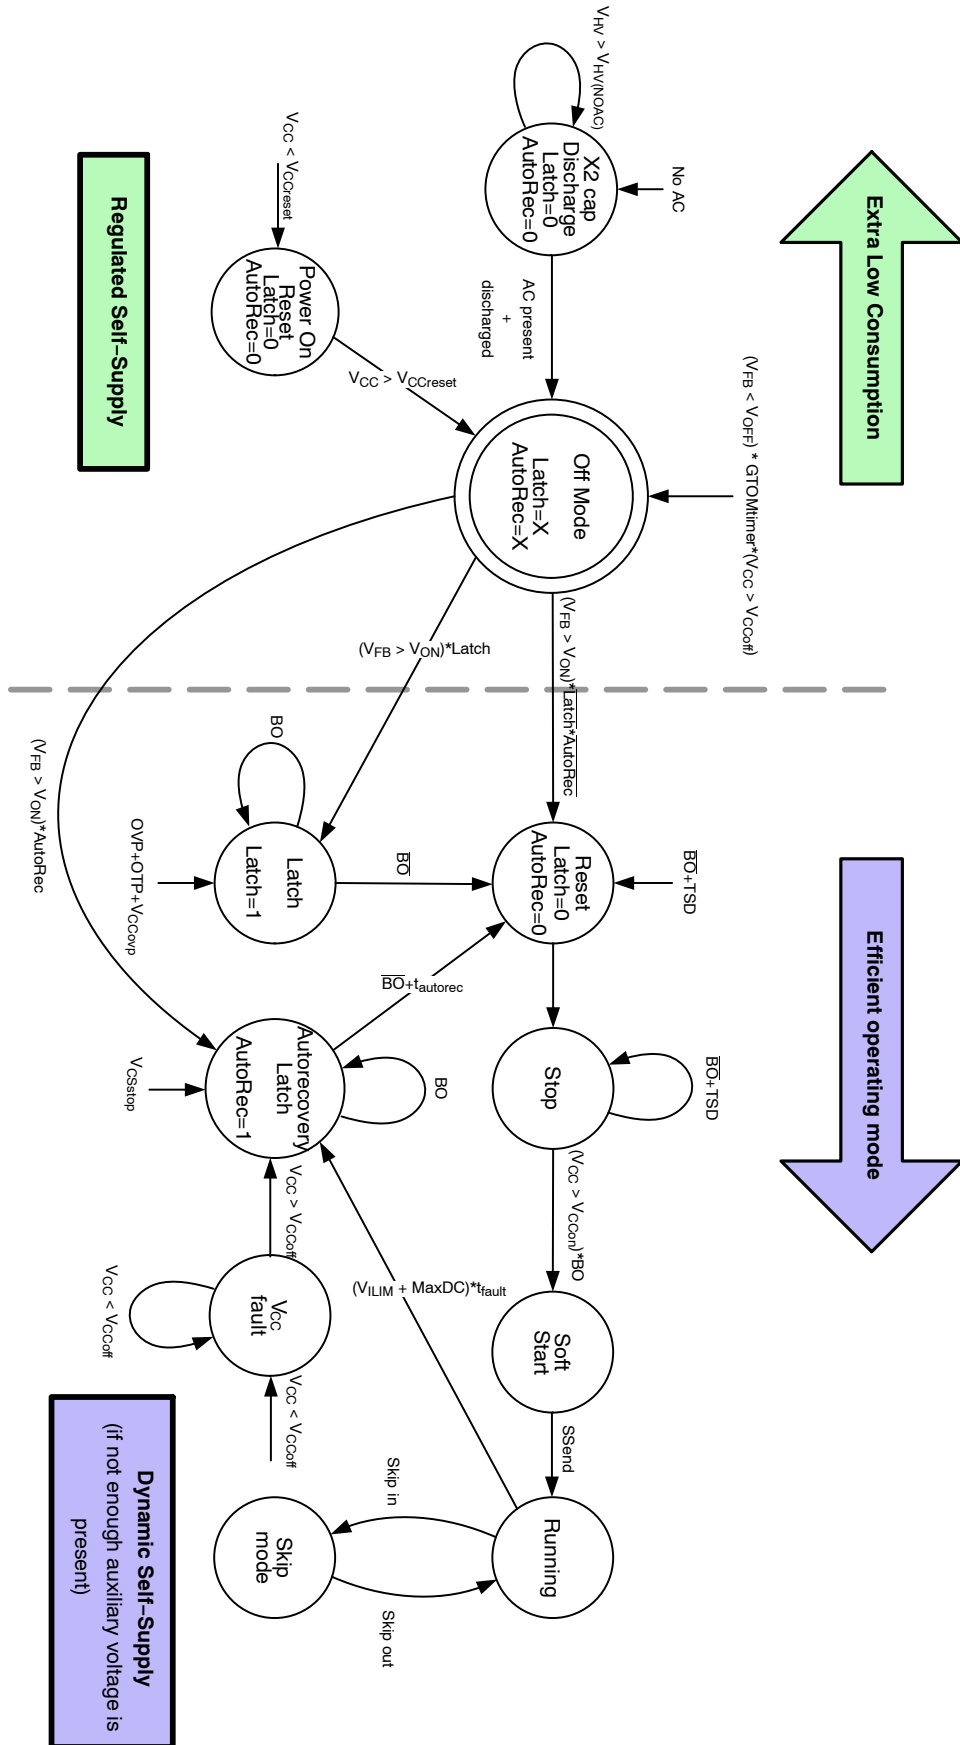 Extra Low Consumption
Efficient operating mode
(VFB < VOFF) * GTOMtimer*(VCC > VCCoff)
No AC
BO+TSD
BO+TSD
VHV > VHV(NOAC)
X2 cap
Discharge
Latch=0
AutoRec=0
AC present
+
discharged
Off Mode
Latch=X
AutoRec=X
(VFB > VON)*Latch*AutoRec
Reset
Latch=0
AutoRec=0
Stop
(VCC > VCCon)*BO
Soft
Start
SSend
Running
VCC < VCCreset
Power On
Reset
Latch=0
AutoRec=0
VCC > VCCreset
(VFB > VON)*Latch
BO
Latch
Latch=1
BO
OVP+OTP+VCCovp
BO+tautorec
BO
Autorecovery
Latch
AutoRec=1
VCSstop
(VFB > VON)*AutoRec
VCC > VCCoff
VCC
fault
VCC < VCCoff
VCC < VCCoff
(VILIM + MaxDC)*tfault
Skip in
Skip
mode
Skip out
Regulated Self–Supply
Dynamic Self–Supply
(if not enough auxiliary voltage is
present)